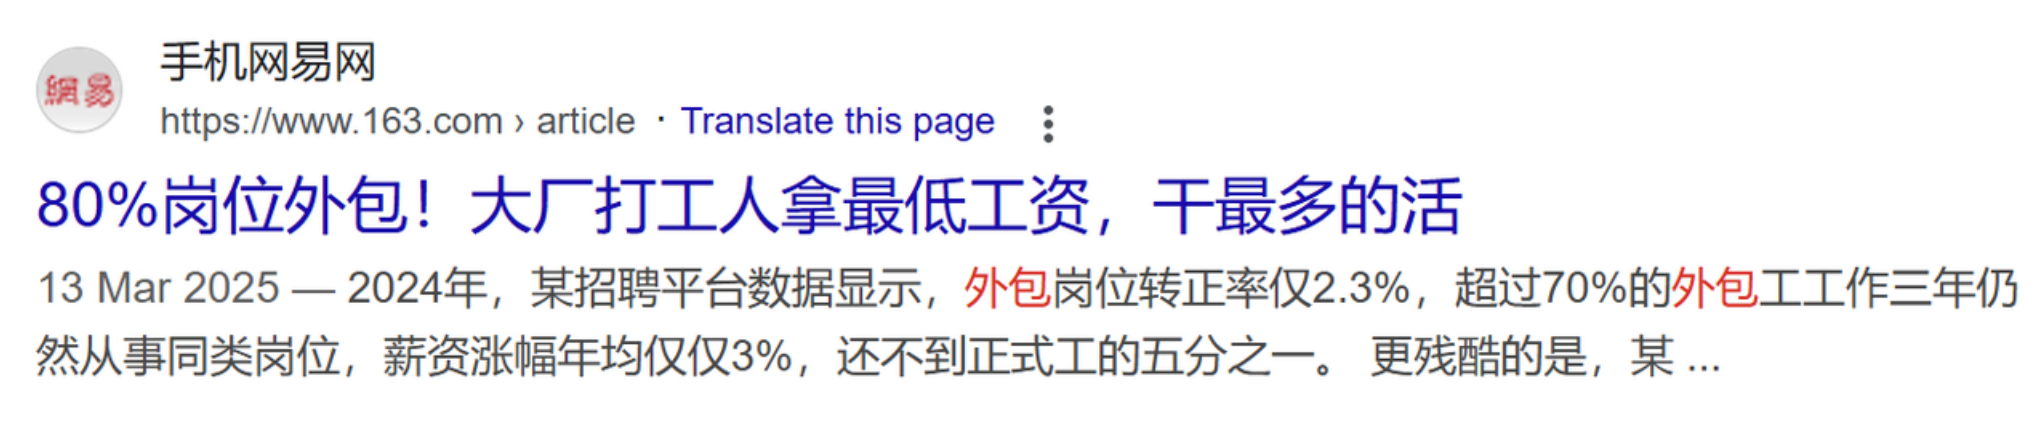 網易
手机网易网
https://www.163.com › article · Translate this page
80%岗位外包！大厂打工人拿最低工资，干最多的活
13 Mar 2025 — 2024年，某招聘平台数据显示，外包岗位转正率仅2.3%，超过70%的外包工工作三年仍
然从事同类岗位，薪资涨幅年均仅仅3%，还不到正式工的五分之一。 更残酷的是，某 ...